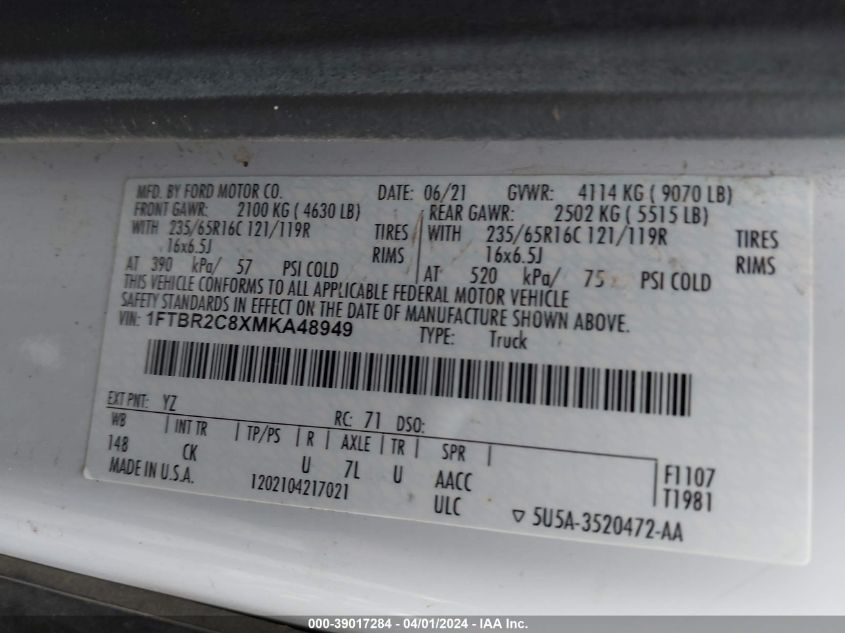 MFD. BY FORD MOTOR CO. DATE: 06/21 GVWR: 4114 KG ( 9070 LB)
FRONT GAWR: 2100 KG ( 4630 LB) REAR GAWR: 2502 KG ( 5515 LB)
WITH 235/65R16C 121/119R TIRES WITH 235/65R16C 121/119R TIRES
16x6.5J RIMS 16x6.5J RIMS
AT 390 kPa/ 57 PSI COLD AT 520 kPa/ 75 PSI COLD
THIS VEHICLE CONFORMS TO ALL APPLICABLE FEDERAL MOTOR VEHICLE
SAFETY STANDARDS IN EFFECT ON THE DATE OF MANUFACTURE SHOWN ABOVE.
VIN: 1FTBR2C8XMKA48949 TYPE: Truck
EXT PNT: YZ RC: 71 DSO:
WB INT TR TP/PS R AXLE TR SPR
148 CK U 7L U AACC F1107
MADE IN U.S.A. 1202104217021 ULC T1981
▽ 5U5A-3520472-AA
000-39017284 - 04/01/2024 - IAA Inc.